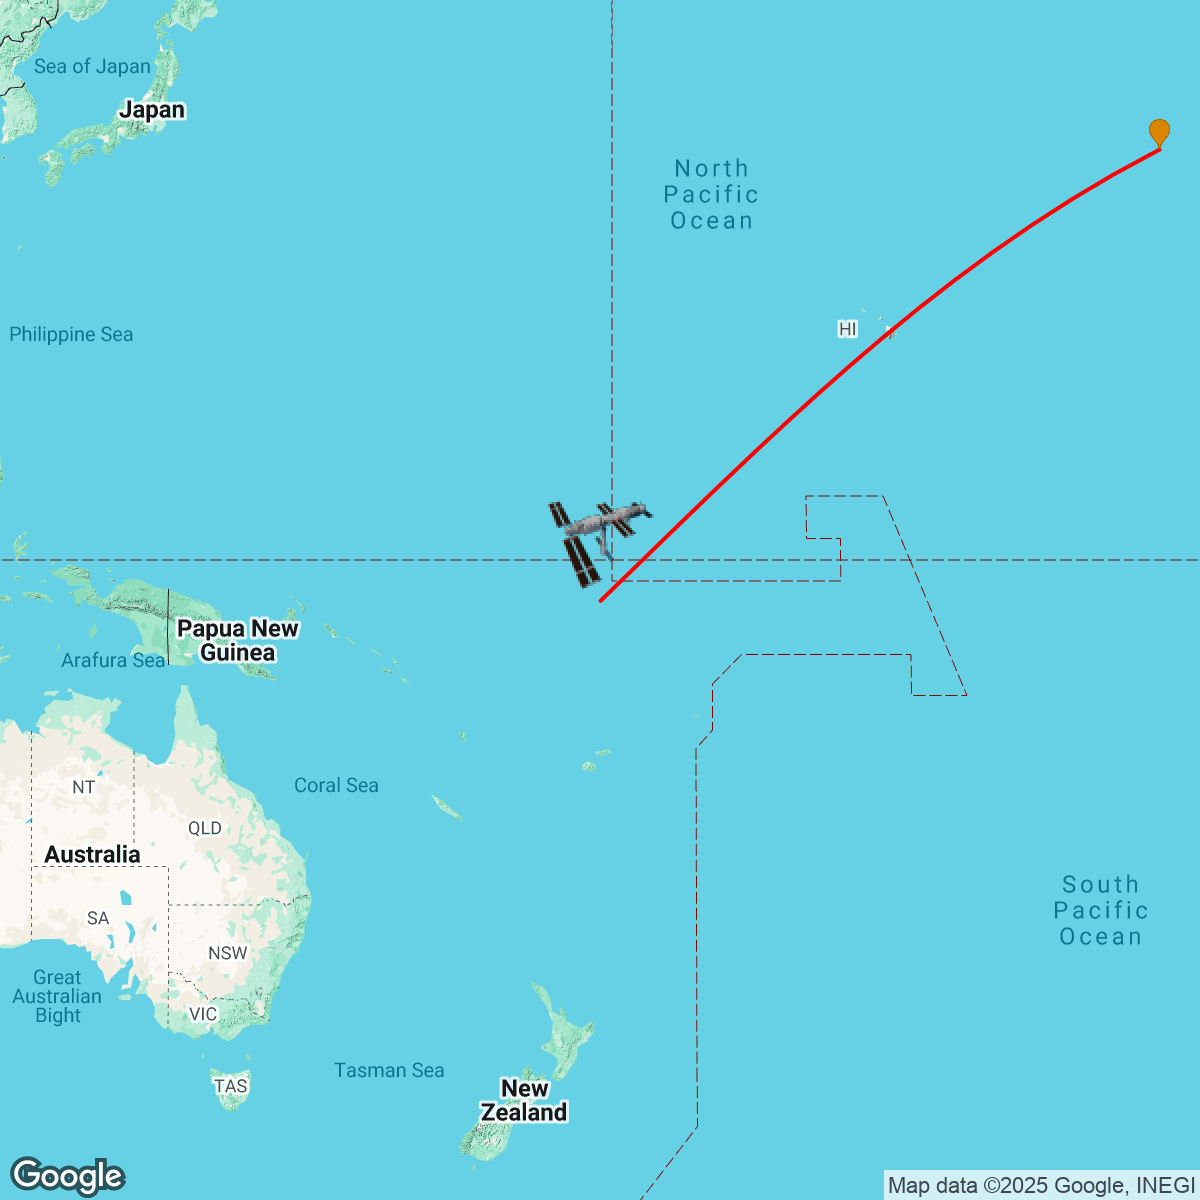 Sea of Japan
Japan
North
Pacific
Ocean
Philippine Sea
HI
Papua New
Guinea
Arafura Sea
NT
Coral Sea
QLD
Australia
SA
South
Pacific
Ocean
NSW
Great
Australian
Bight
VIC
Tasman Sea
TAS
New
Zealand
Google
Map data ©2025 Google, INEGI